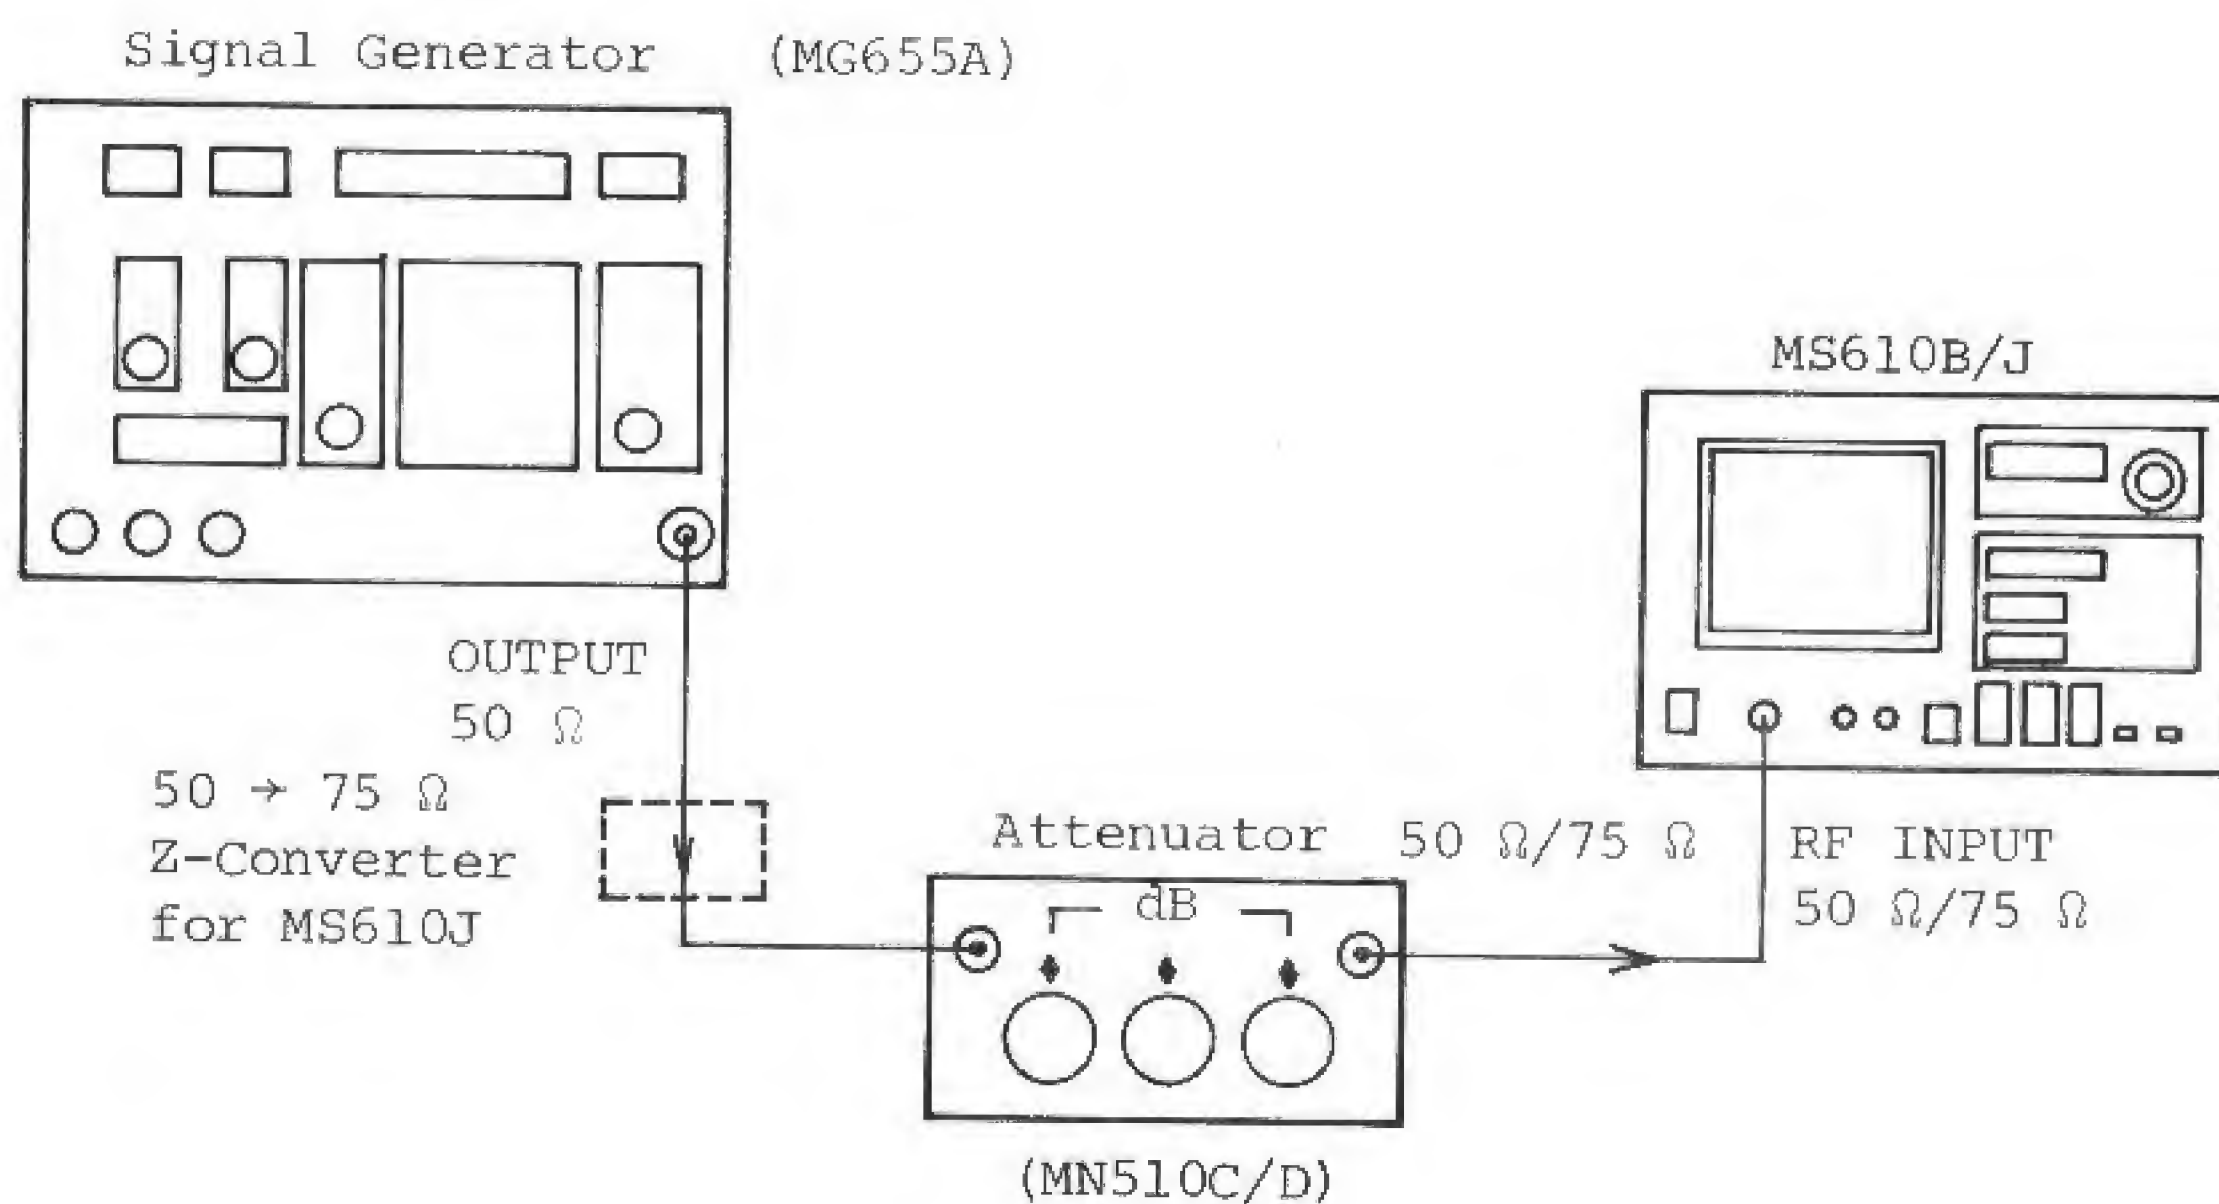 Signal Generator (MG655A)
MS610B/J
OUTPUT
50 Ω
50 → 75 Ω
Z-Converter
for MS610J
Attenuator 50 Ω/75 Ω
RF INPUT
50 Ω/75 Ω
dB
(MN510C/D)